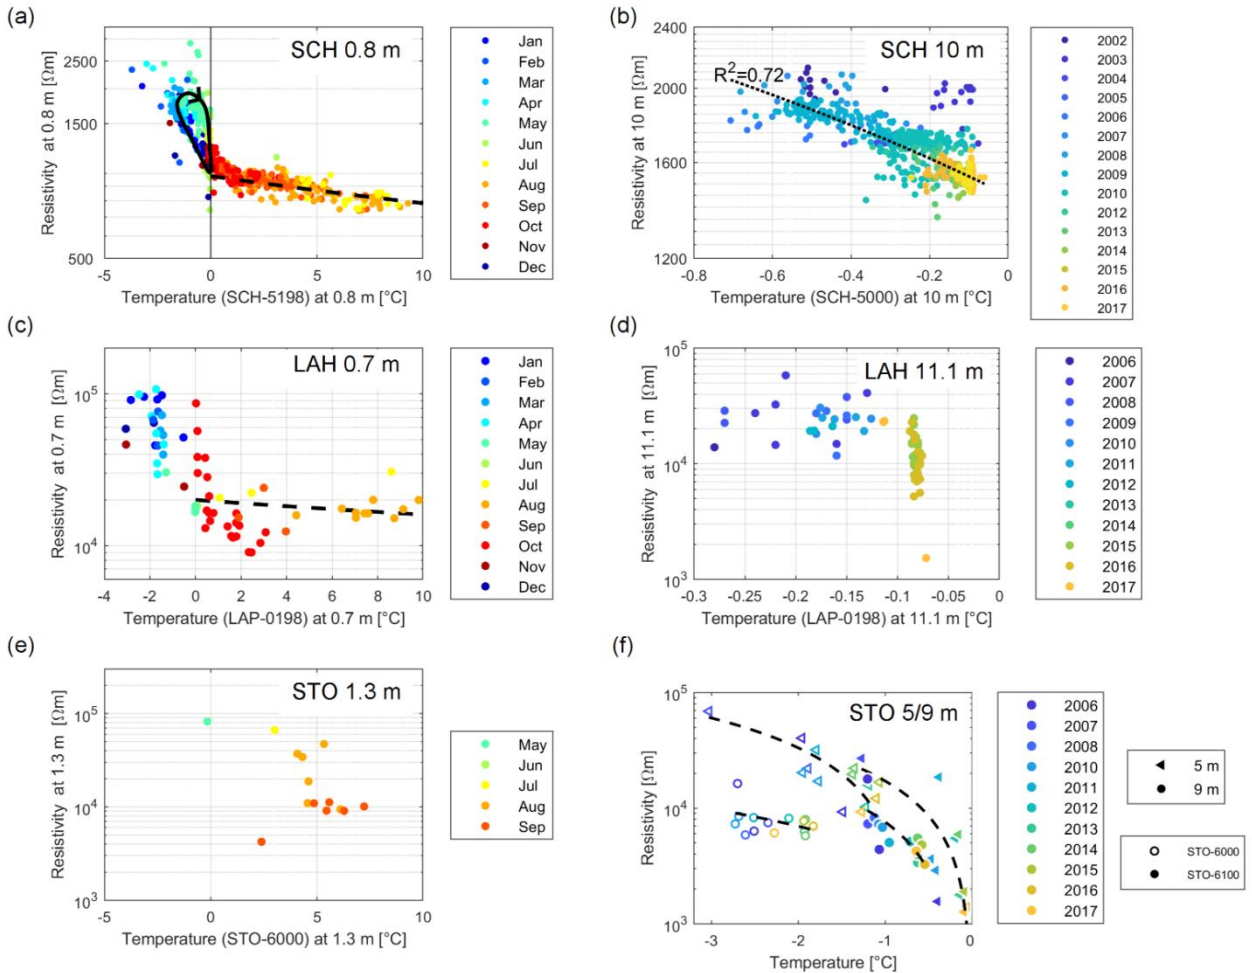 (a)
SCH 0.8 m
Resistivity at 0.8 m [Ωm]
2500
1500
500
-5
0
5
10
Temperature (SCH-5198) at 0.8 m [°C]
Jan
Feb
Mar
Apr
May
Jun
Jul
Aug
Sep
Oct
Nov
Dec
(b)
SCH 10 m
R²=0.72
Resistivity at 10 m [Ωm]
2400
2000
1600
1200
-0.8
-0.6
-0.4
-0.2
0
Temperature (SCH-5000) at 10 m [°C]
2002
2003
2004
2005
2006
2007
2008
2009
2010
2012
2013
2014
2015
2016
2017
(c)
LAH 0.7 m
Resistivity at 0.7 m [Ωm]
10⁵
10⁴
-4
-2
0
2
4
6
8
10
Temperature (LAP-0198) at 0.7 m [°C]
Jan
Feb
Mar
Apr
May
Jun
Jul
Aug
Sep
Oct
Nov
Dec
(d)
LAH 11.1 m
Resistivity at 11.1 m [Ωm]
10⁵
10⁴
10³
-0.3
-0.25
-0.2
-0.15
-0.1
-0.05
0
Temperature (LAP-0198) at 11.1 m [°C]
2006
2007
2008
2009
2010
2011
2012
2013
2014
2015
2016
2017
(e)
STO 1.3 m
Resistivity at 1.3 m [Ωm]
10⁵
10⁴
10³
-5
0
5
10
Temperature (STO-6000) at 1.3 m [°C]
May
Jun
Jul
Aug
Sep
(f)
STO 5/9 m
Resistivity [Ωm]
10⁵
10⁴
10³
-3
-2
-1
0
Temperature [°C]
2006
2007
2008
2010
2011
2012
2013
2014
2015
2016
2017
5 m
9 m
STO-6000
STO-6100